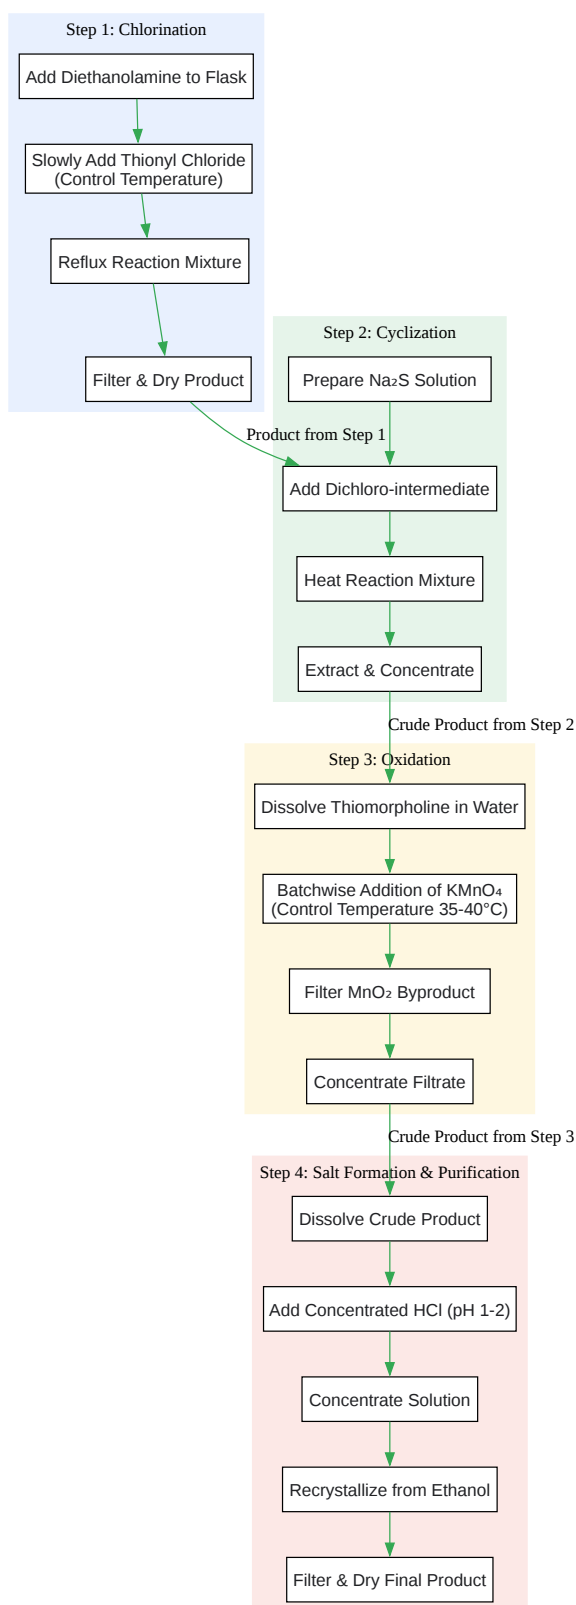 Step 1: Chlorination
Add Diethanolamine to Flask
Slowly Add Thionyl Chloride
(Control Temperature)
Reflux Reaction Mixture
Filter & Dry Product
Product from Step 1
Step 2: Cyclization
Prepare Na₂S Solution
Add Dichloro-intermediate
Heat Reaction Mixture
Extract & Concentrate
Crude Product from Step 2
Step 3: Oxidation
Dissolve Thiomorpholine in Water
Batchwise Addition of KMnO₄
(Control Temperature 35-40°C)
Filter MnO₂ Byproduct
Concentrate Filtrate
Crude Product from Step 3
Step 4: Salt Formation & Purification
Dissolve Crude Product
Add Concentrated HCl (pH 1-2)
Concentrate Solution
Recrystallize from Ethanol
Filter & Dry Final Product